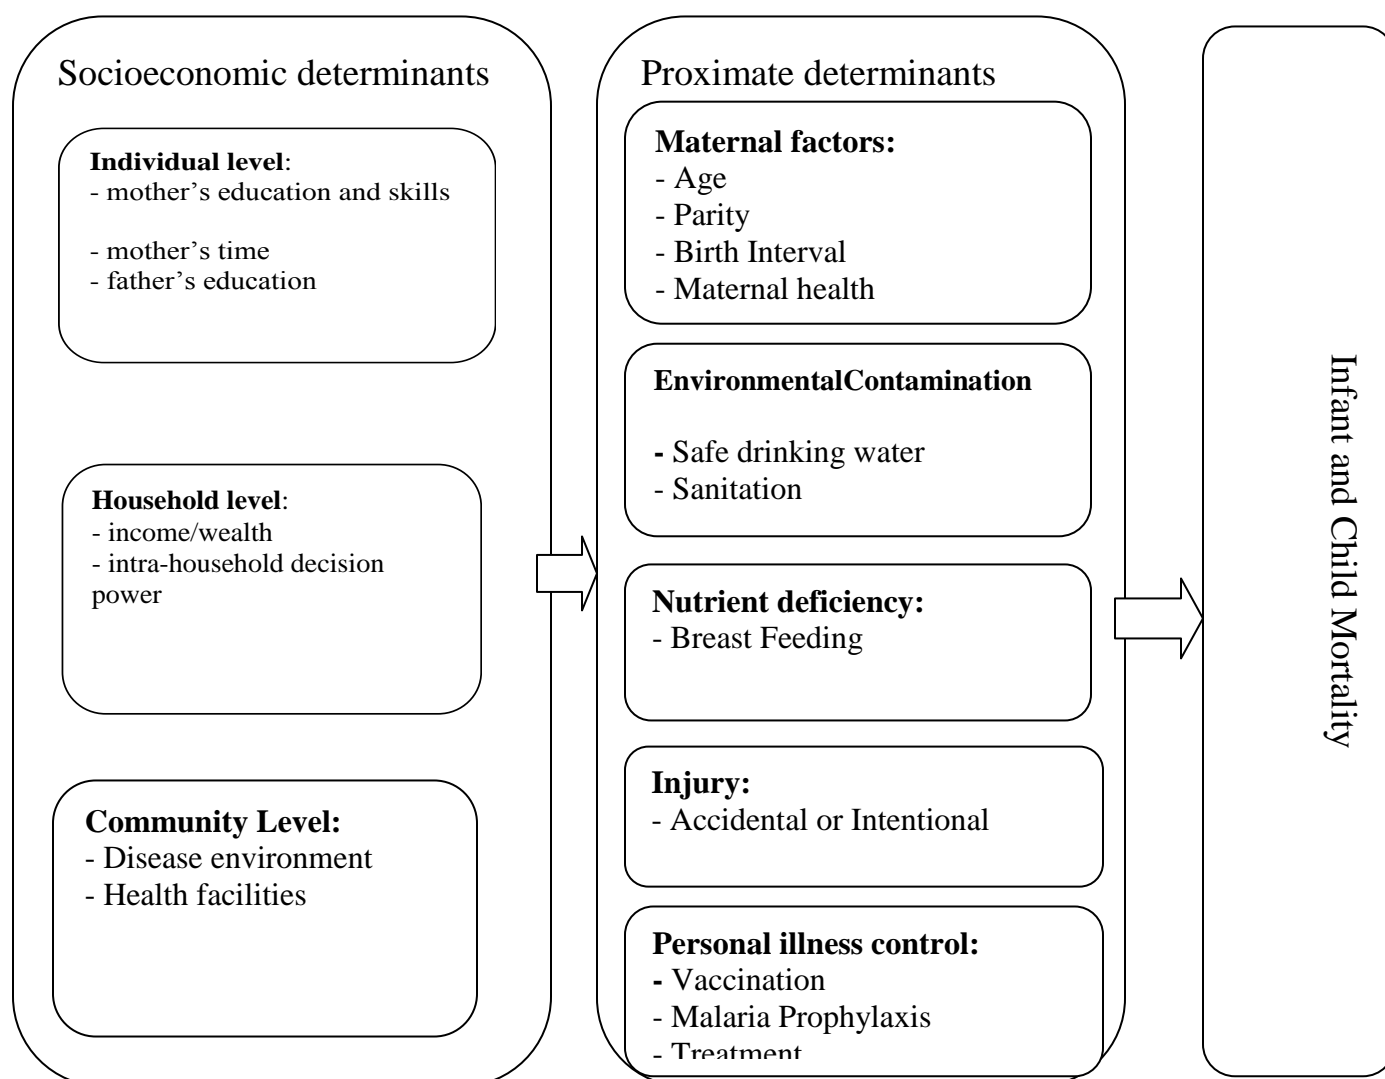 Socioeconomic determinants
Individual level:
- mother’s education and skills
- mother’s time
- father’s education
Household level:
- income/wealth
- intra-household decision
power
Community Level:
- Disease environment
- Health facilities
Proximate determinants
Maternal factors:
- Age
- Parity
- Birth Interval
- Maternal health
EnvironmentalContamination
- Safe drinking water
- Sanitation
Nutrient deficiency:
- Breast Feeding
Injury:
- Accidental or Intentional
Personal illness control:
- Vaccination
- Malaria Prophylaxis
- Treatment
Infant and Child Mortality